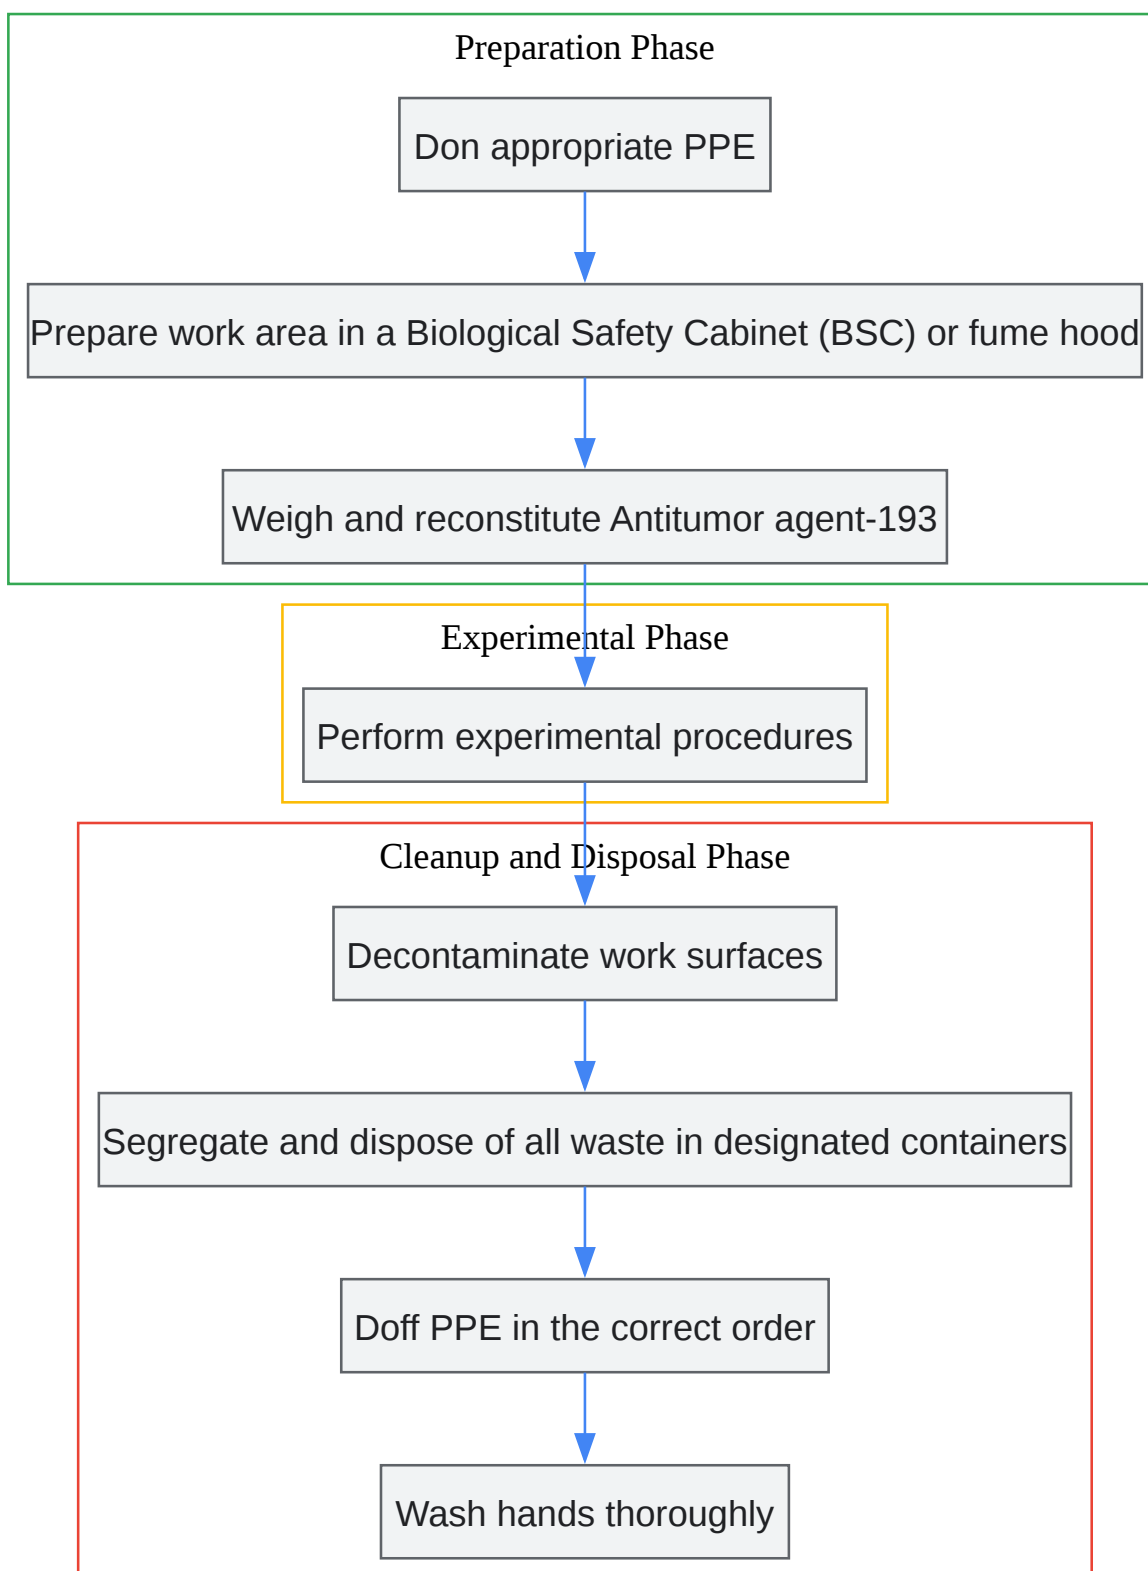 Preparation Phase
Don appropriate PPE
Prepare work area in a Biological Safety Cabinet (BSC) or fume hood
Weigh and reconstitute Antitumor agent-193
Experimental Phase
Perform experimental procedures
Cleanup and Disposal Phase
Decontaminate work surfaces
Segregate and dispose of all waste in designated containers
Doff PPE in the correct order
Wash hands thoroughly